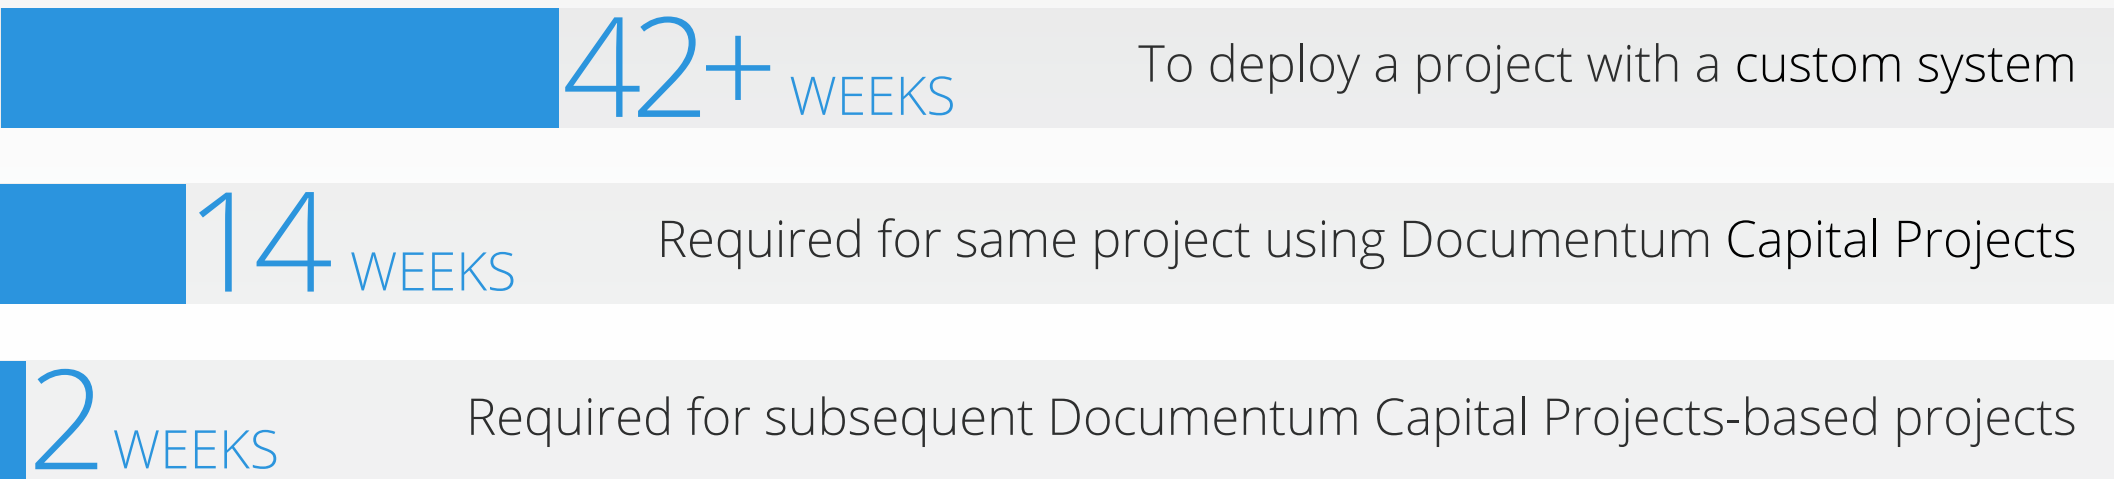 42+ WEEKS To deploy a project with a custom system
14 WEEKS Required for same project using Documentum Capital Projects
2 WEEKS Required for subsequent Documentum Capital Projects-based projects